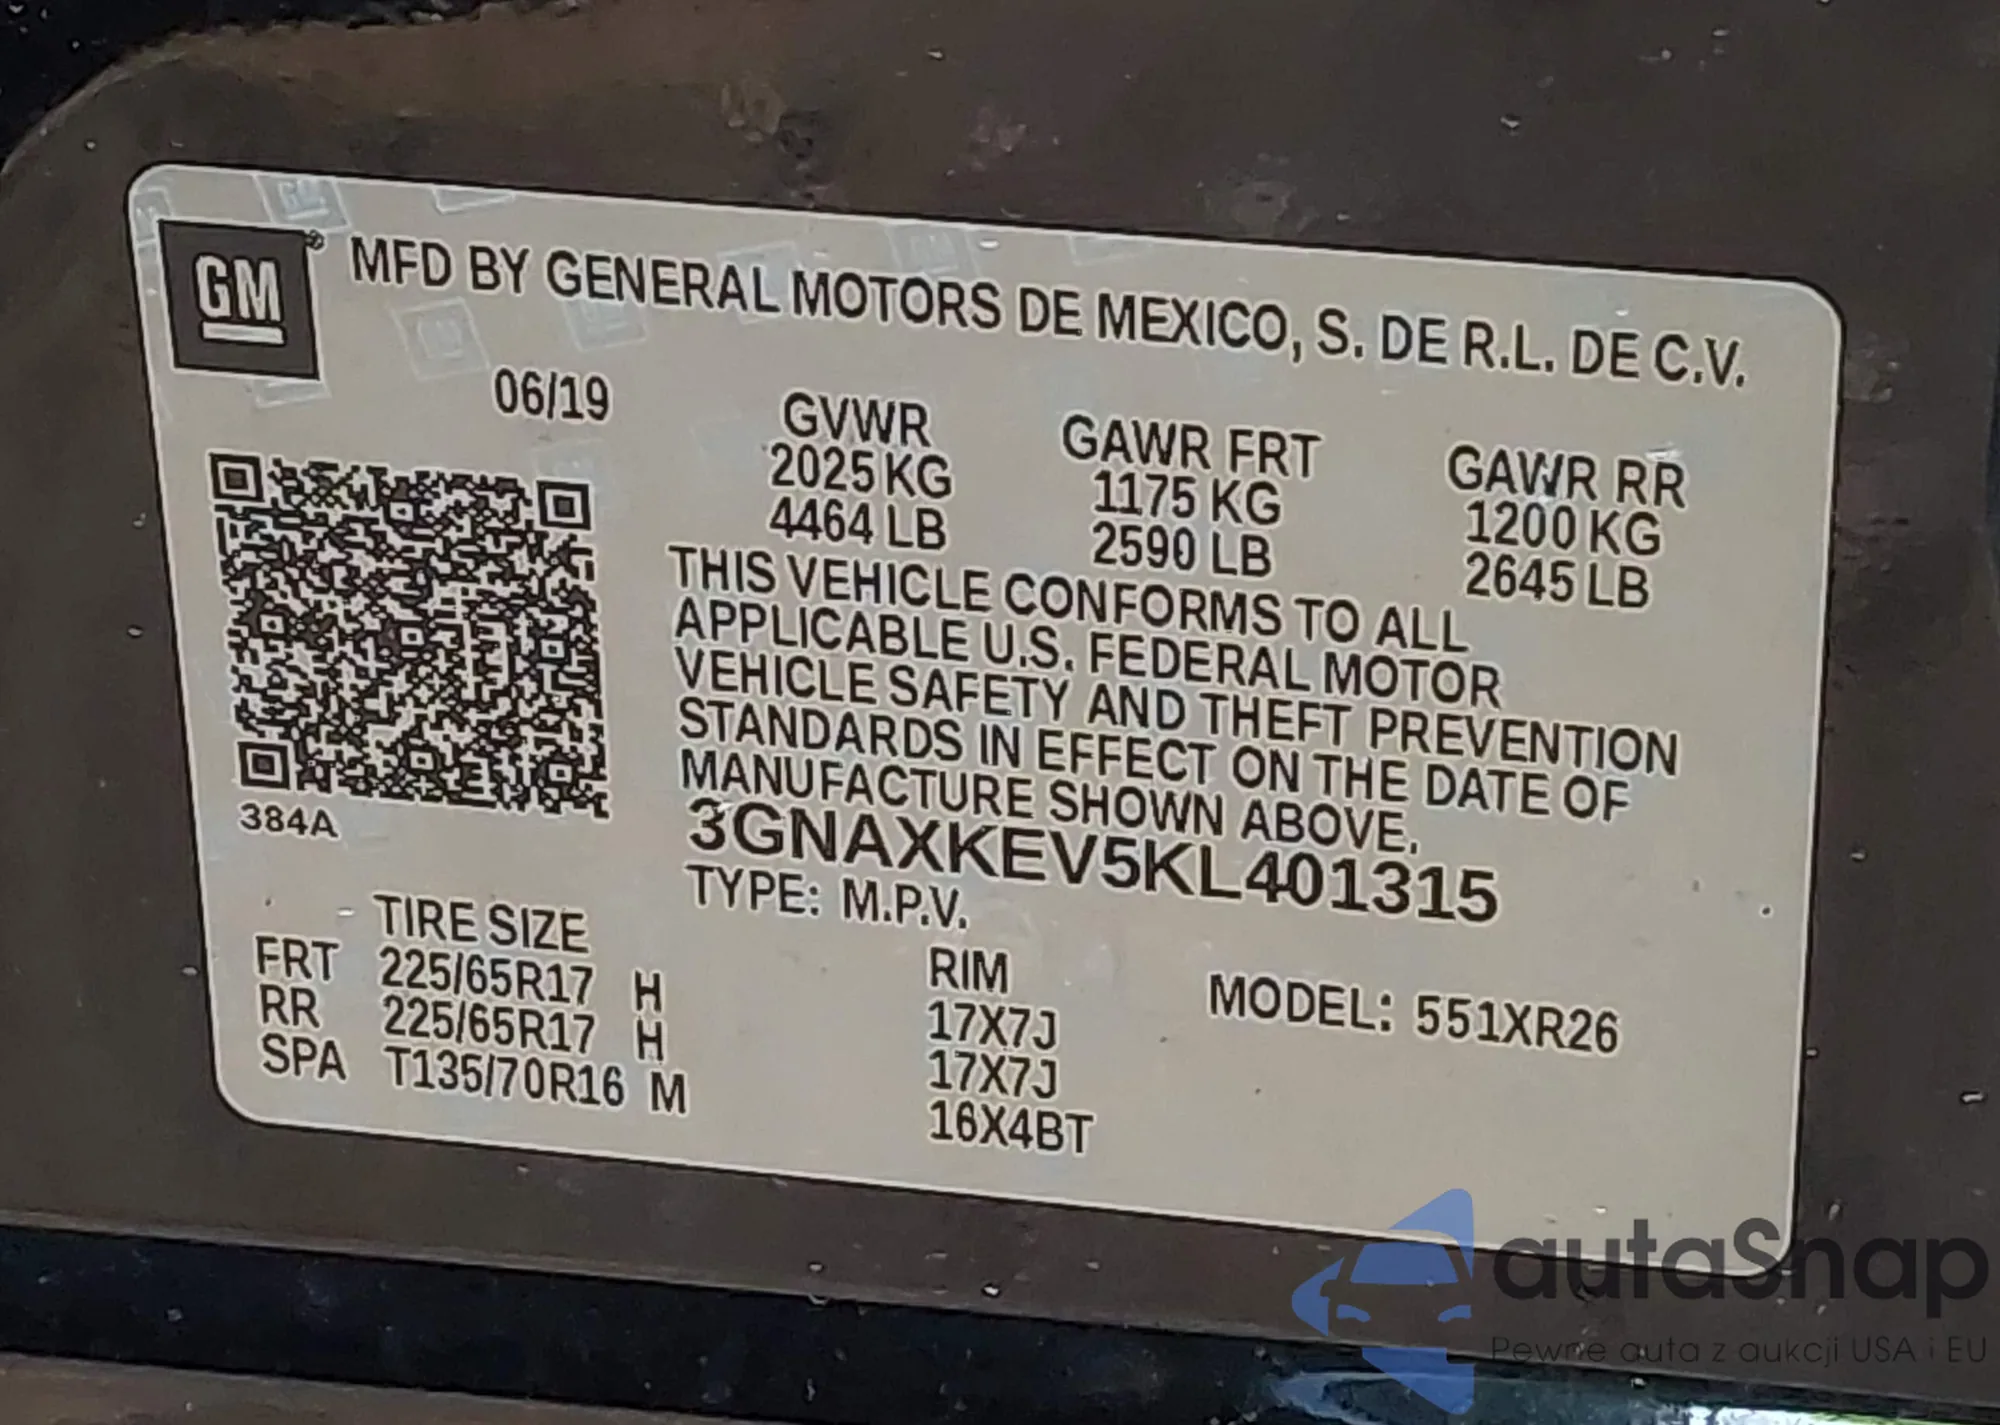 GM® MFD BY GENERAL MOTORS DE MEXICO, S. DE R.L. DE C.V.
06/19
GVWR GAWR FRT GAWR RR
2025 KG 1175 KG 1200 KG
4464 LB 2590 LB 2645 LB
THIS VEHICLE CONFORMS TO ALL
APPLICABLE U.S. FEDERAL MOTOR
VEHICLE SAFETY AND THEFT PREVENTION
STANDARDS IN EFFECT ON THE DATE OF
MANUFACTURE SHOWN ABOVE.
384A
3GNAXKEV5KL401315
TYPE: M.P.V.
TIRE SIZE RIM MODEL: 551XR26
FRT 225/65R17 H 17X7J
RR 225/65R17 H 17X7J
SPA T135/70R16 M 16X4BT
autaSnap
Pewne auta z aukcji USA i EU